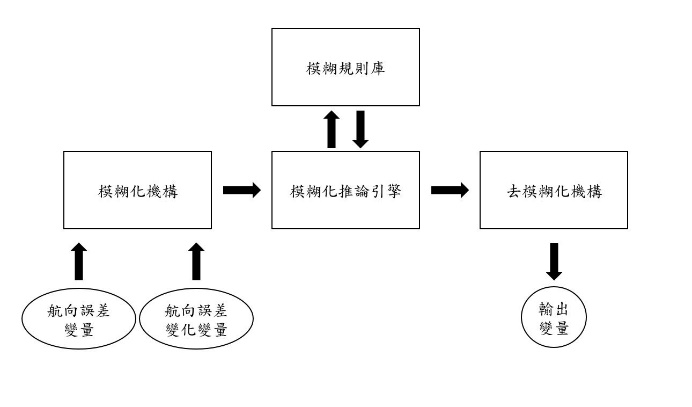 模糊規則庫
模糊化機構
模糊化推論引擎
去模糊化機構
航向誤差
變量
航向誤差
變化變量
輸出
變量